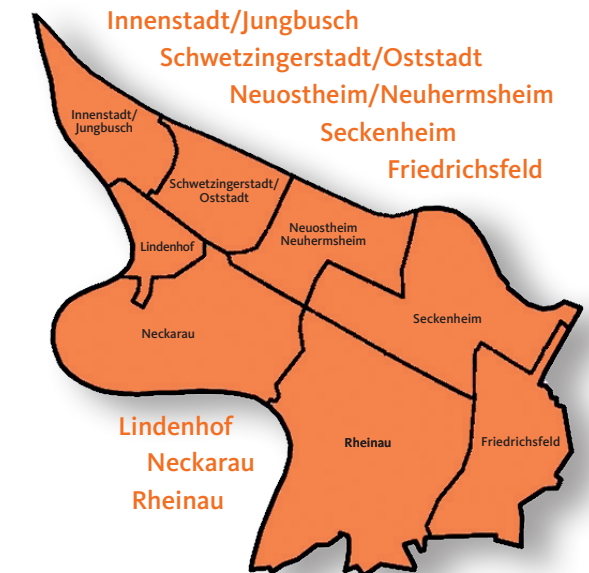 Innenstadt/Jungbusch
Schwetzingerstadt/Oststadt
Neuostheim/Neuhermsheim
Seckenheim
Friedrichsfeld
Innenstadt/
Jungbusch
Schwetzingerstadt/
Oststadt
Neuostheim
Neuhermsheim
Lindenhof
Seckenheim
Neckarau
Rheinau
Friedrichsfeld
Lindenhof
Neckarau
Rheinau